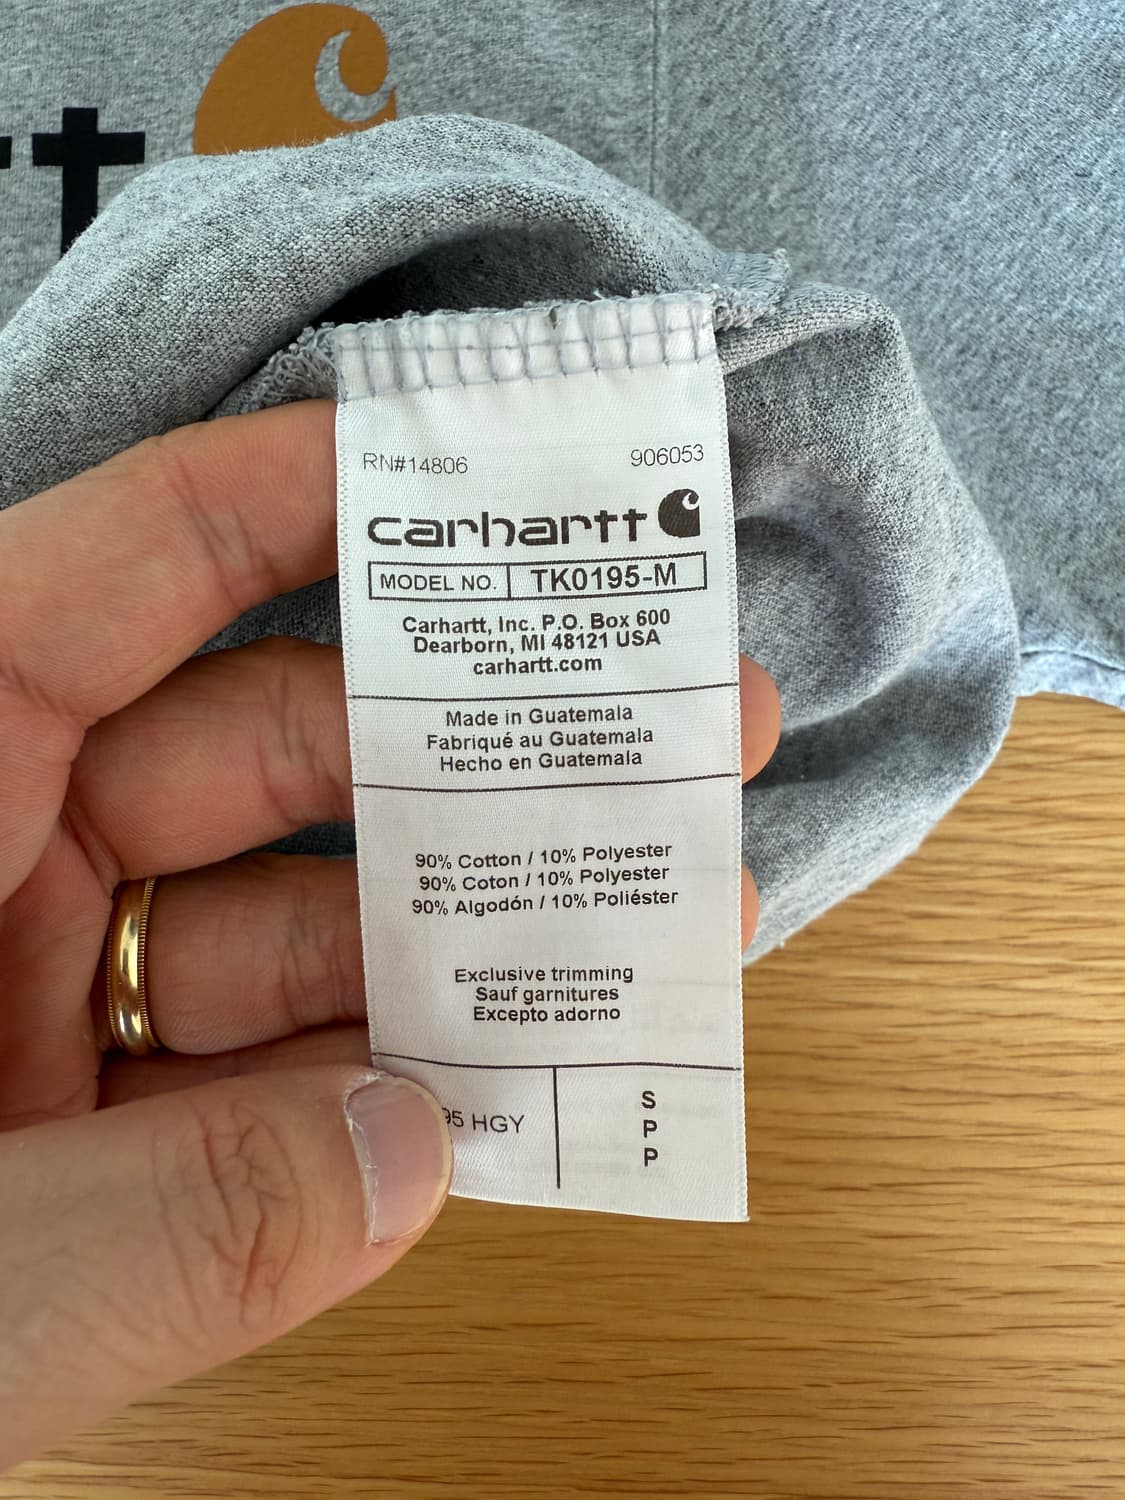 tt
RN#14806 906053
carhartt
MODEL NO. TK0195-M
Carhartt, Inc. P.O. Box 600
Dearborn, MI 48121 USA
carhartt.com
Made in Guatemala
Fabriqué au Guatemala
Hecho en Guatemala
90% Cotton / 10% Polyester
90% Coton / 10% Polyester
90% Algodón / 10% Poliéster
Exclusive trimming
Sauf garnitures
Excepto adorno
95 HGY
S
P
P